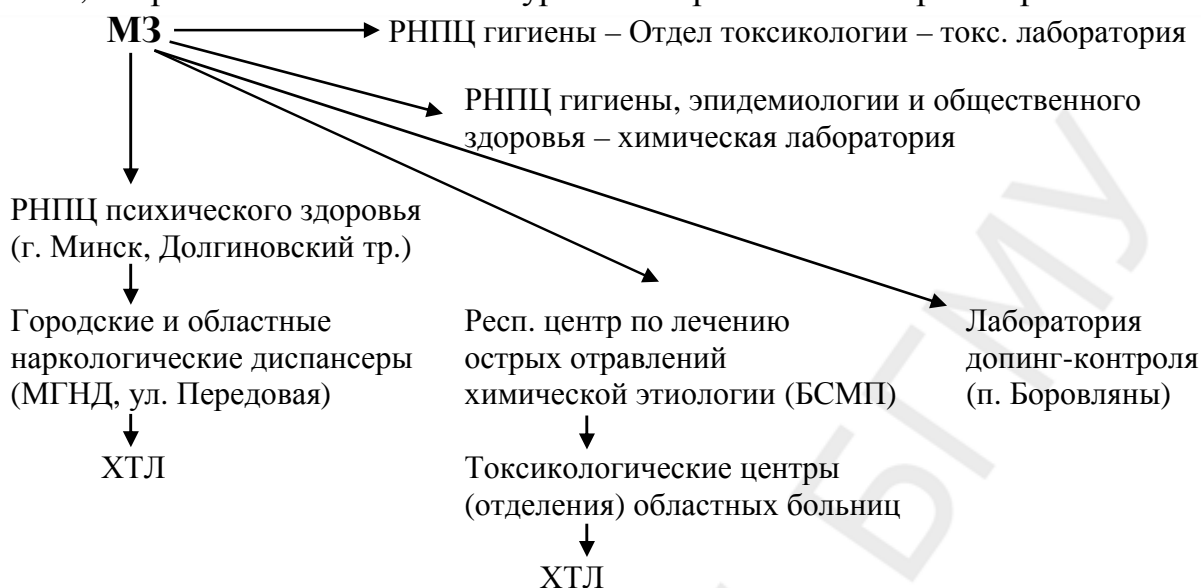 МЗ
РНПЦ гигиены – Отдел токсикологии – токс. лаборатория
РНПЦ гигиены, эпидемиологии и общественного
здоровья – химическая лаборатория
РНПЦ психического здоровья
(г. Минск, Долгиновский тр.)
Городские и областные
наркологические диспансеры
(МГНД, ул. Передовая)
ХТЛ
Респ. центр по лечению
острых отравлений
химической этиологии (БСМП)
Токсикологические центры
(отделения) областных больниц
ХТЛ
Лаборатория
допинг-контроля
(п. Боровляны)
БГМУ